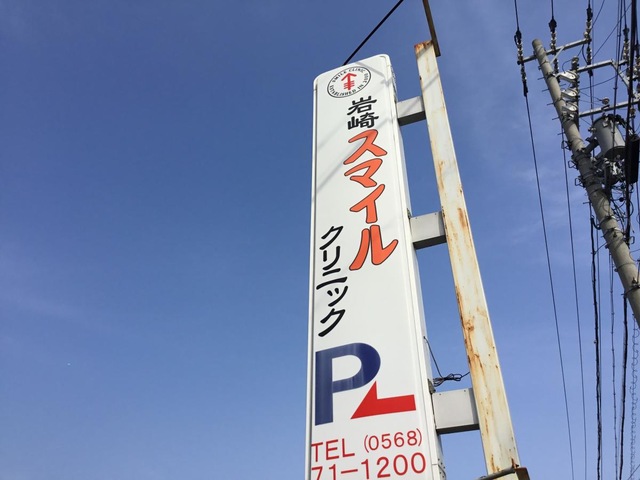 岩崎
スマイル
クリニック
P
TEL (0568)
71-1200